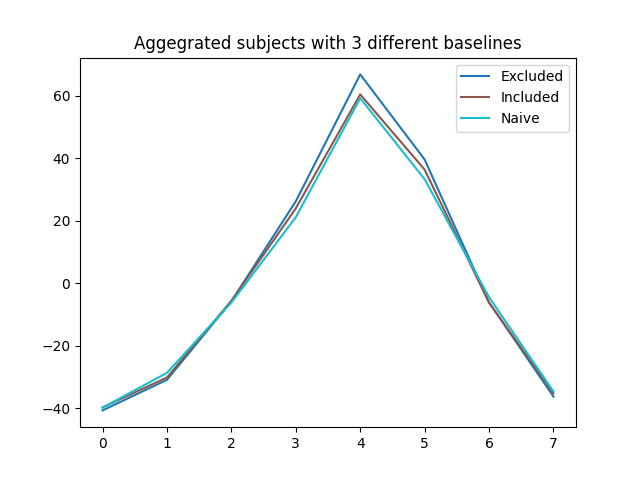 Aggegrated subjects with 3 different baselines
Excluded
Included
Naive
60
40
20
0
−20
−40
0 1 2 3 4 5 6 7